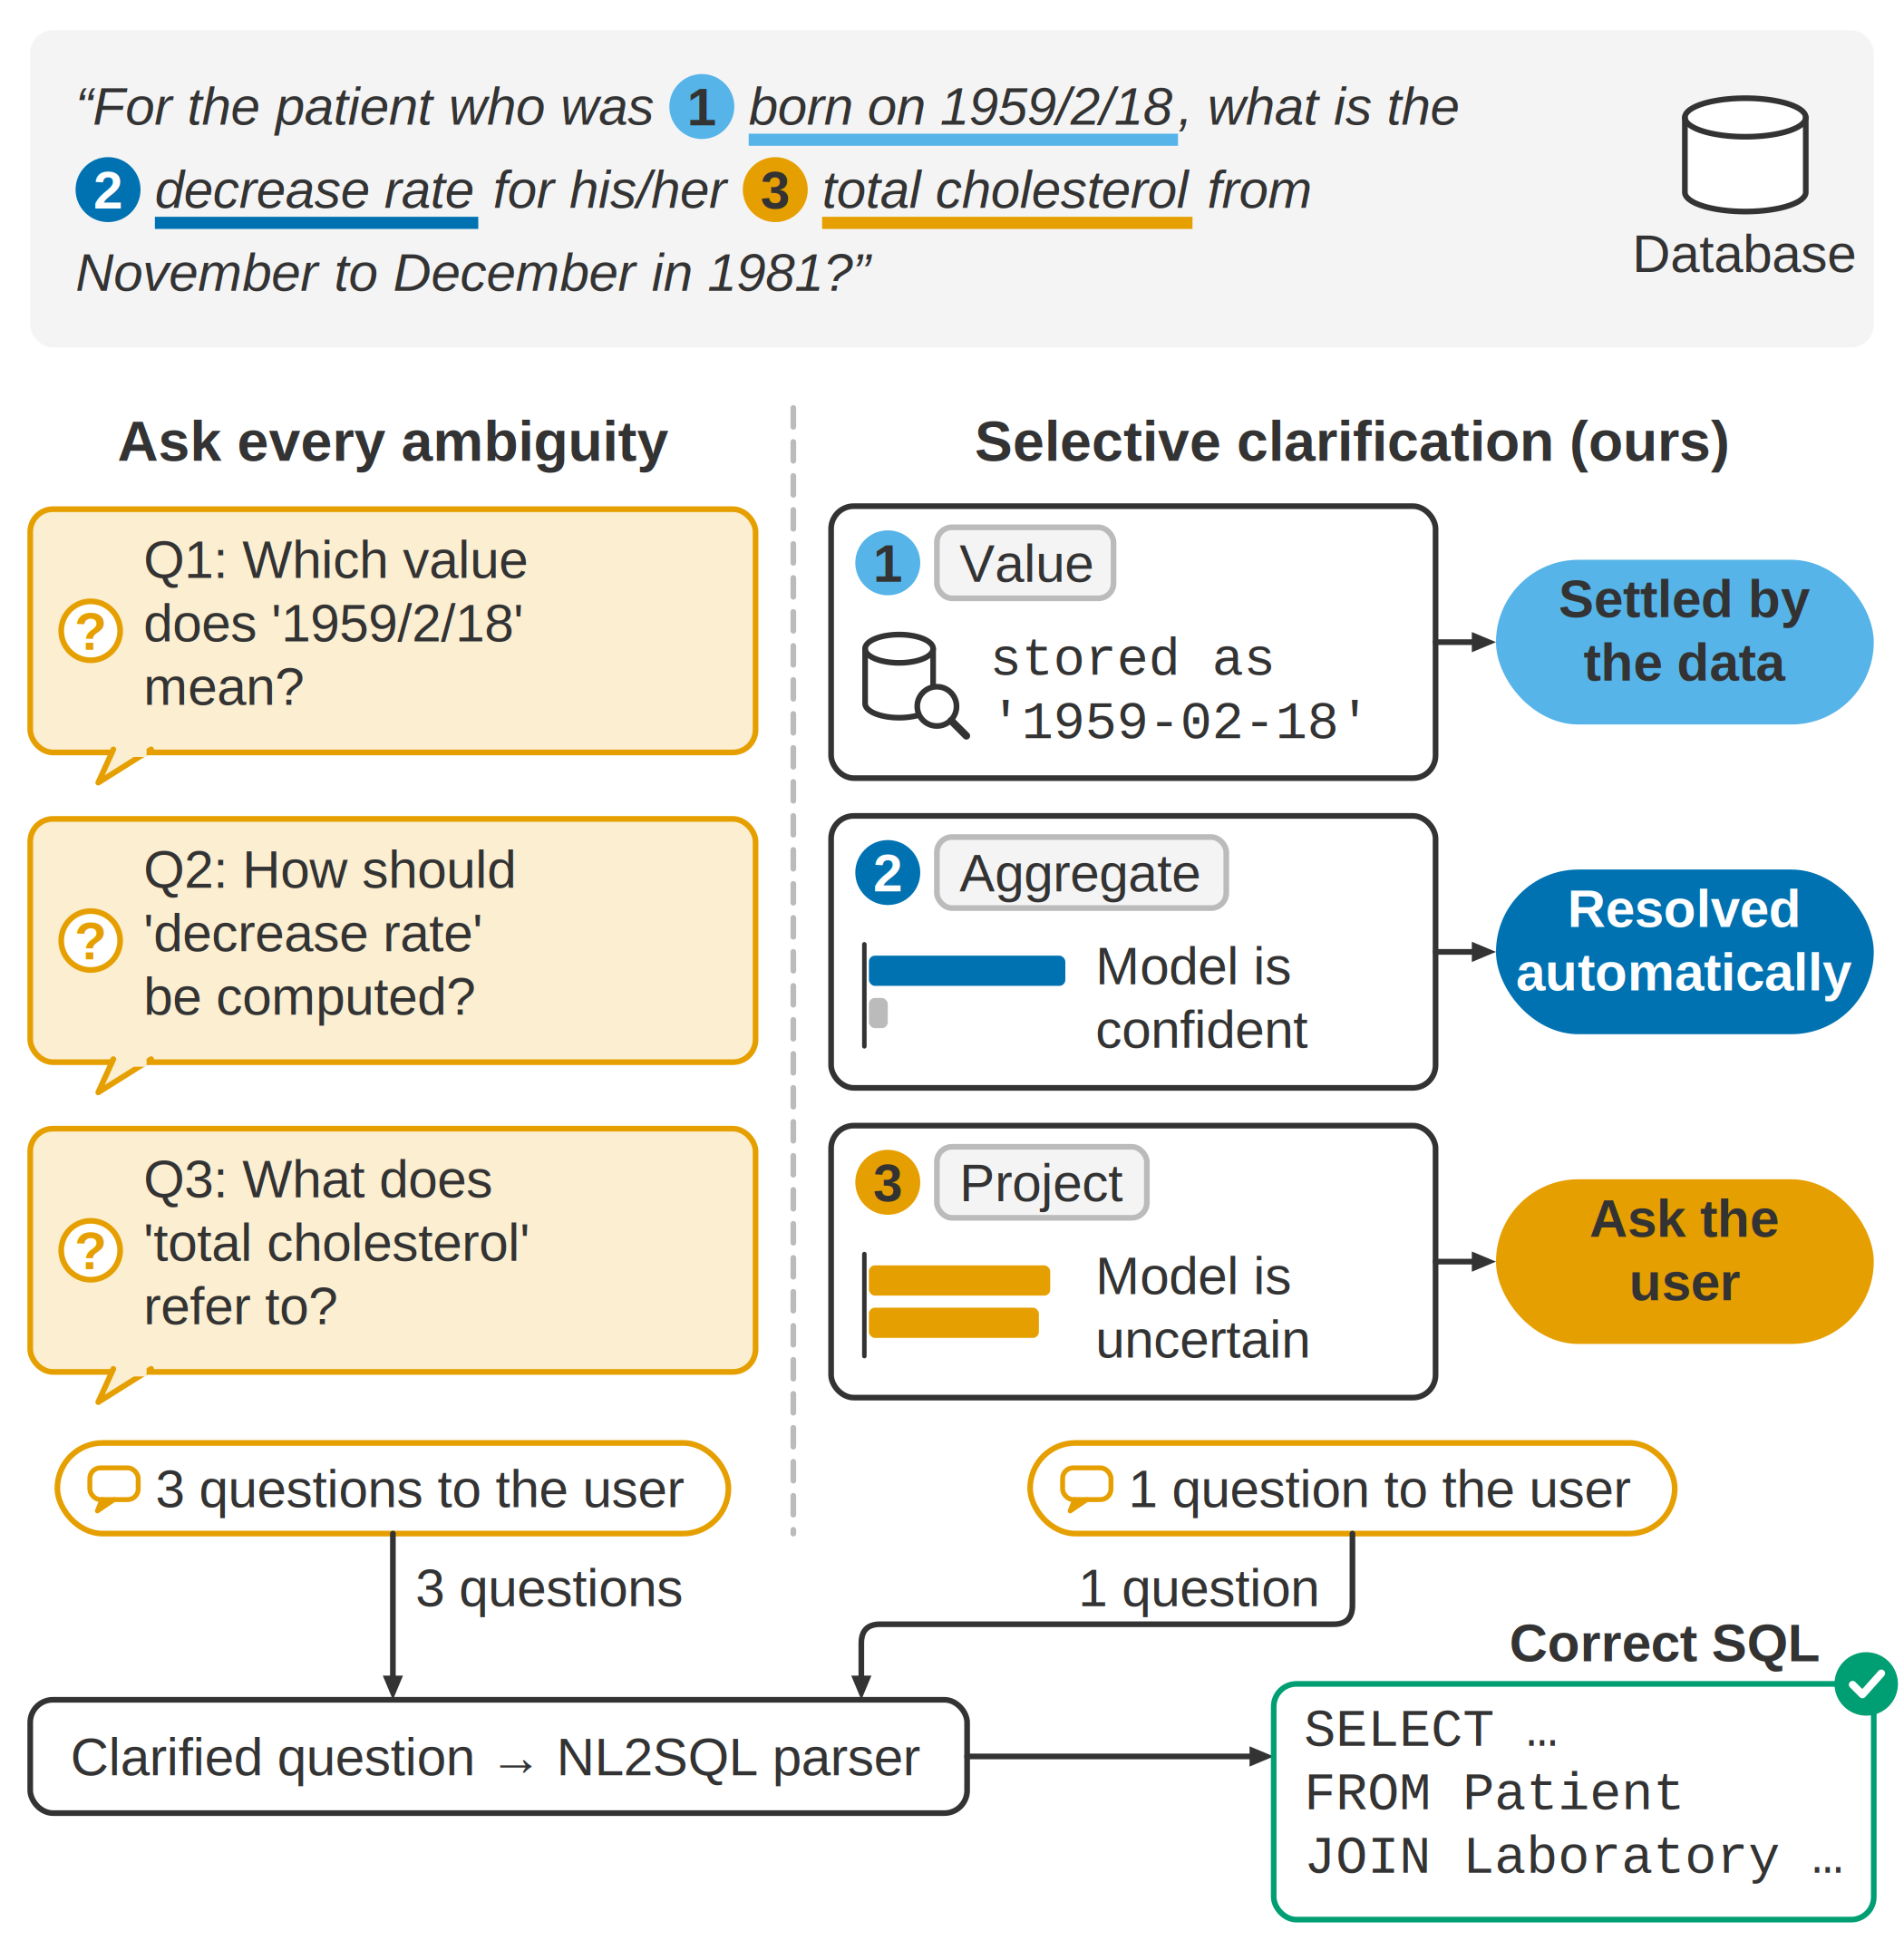 “For the patient who was 1 born on 1959/2/18, what is the
2 decrease rate for his/her 3 total cholesterol from
November to December in 1981?”
Database
Ask every ambiguity
Q1: Which value
does '1959/2/18'
mean?
?
Q2: How should
'decrease rate'
be computed?
?
Q3: What does
'total cholesterol'
refer to?
?
3 questions to the user
3 questions
Selective clarification (ours)
1 Value
stored as
'1959-02-18'
Settled by
the data
2 Aggregate
Model is
confident
Resolved
automatically
3 Project
Model is
uncertain
Ask the
user
1 question to the user
1 question
Clarified question → NL2SQL parser
Correct SQL
SELECT …
FROM Patient
JOIN Laboratory …